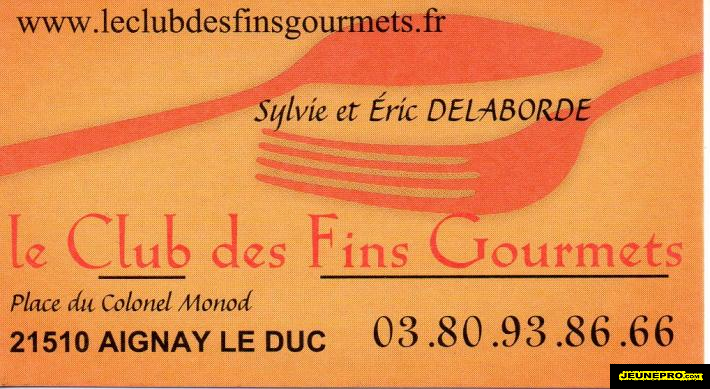 www.leclubdesfinsgourmets.fr
Sylvie et Éric DELABORDE
le Club des Fins Gourmets
Place du Colonel Monod
21510 AIGNAY LE DUC
03.80.93.86.66
JEUNEPRO.COM